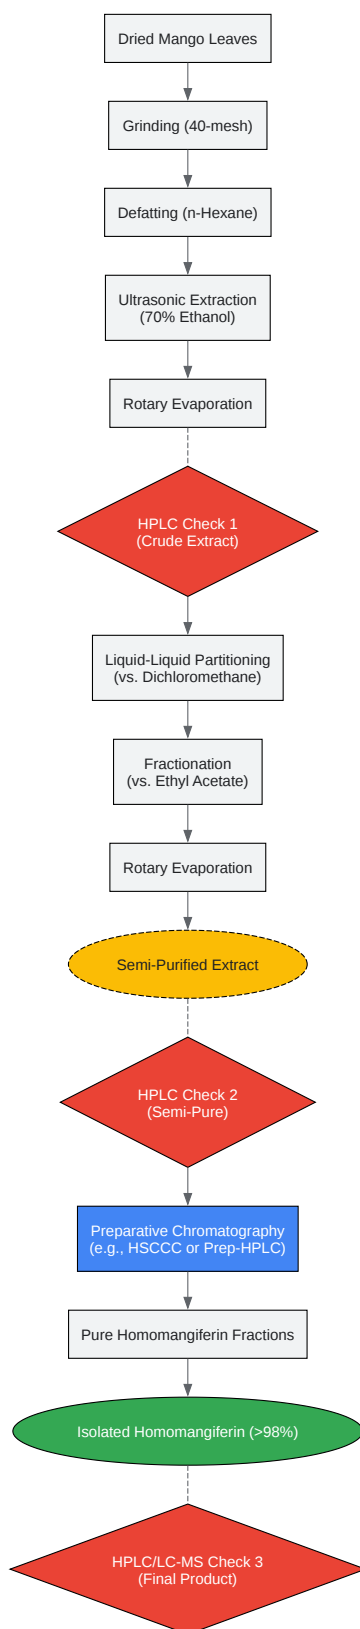 Dried Mango Leaves
Grinding (40-mesh)
Defatting (n-Hexane)
Ultrasonic Extraction
(70% Ethanol)
Rotary Evaporation
HPLC Check 1
(Crude Extract)
Liquid-Liquid Partitioning
(vs. Dichloromethane)
Fractionation
(vs. Ethyl Acetate)
Rotary Evaporation
Semi-Purified Extract
HPLC Check 2
(Semi-Pure)
Preparative Chromatography
(e.g., HSCCC or Prep-HPLC)
Pure Homomangiferin Fractions
Isolated Homomangiferin (>98%)
HPLC/LC-MS Check 3
(Final Product)